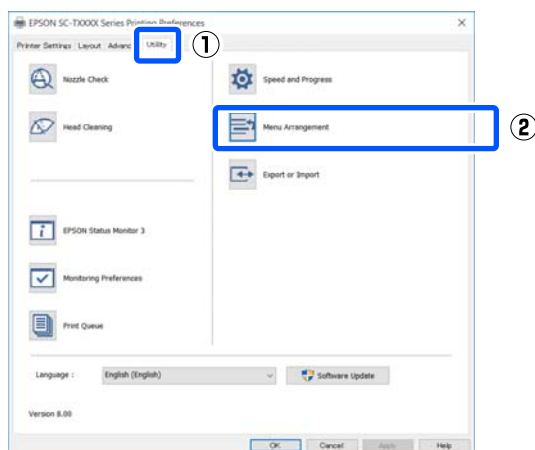 EPSON SC-TXXXX Series Printing Preferences
Printer Settings Layout Advanc Utility ①
Nozzle Check
Speed and Progress
Head Cleaning
Menu Arrangement ②
Export or Import
EPSON Status Monitor 3
Monitoring Preferences
Print Queue
Language : English (English) Software Update
Version 8.00
OK Cancel Apply Help